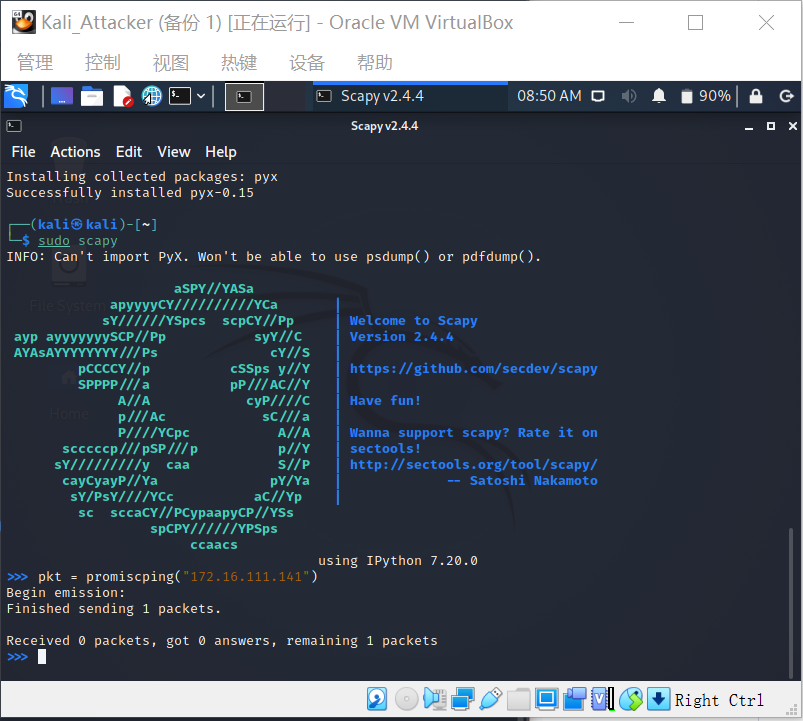 Kali_Attacker (备份 1) [正在运行] - Oracle VM VirtualBox
管理 控制 视图 热键 设备 帮助
Scapy v2.4.4 08:50 AM 90%
Scapy v2.4.4
File Actions Edit View Help
Installing collected packages: pyx
Successfully installed pyx-0.15
┌──(kali㉿kali)-[~]
└─$ sudo scapy
INFO: Can't import PyX. Won't be able to use psdump() or pdfdump().
                     aSPY//YASa
             apyyyyCY//////////YCa       |
            sY//////YSpcs  scpCY//Pp     | Welcome to Scapy
 ayp ayyyyyyySCP//Pp           syY//C    | Version 2.4.4
 AYAsAYYYYYYYY///Ps              cY//S   |
         pCCCCY//p          cSSps y//Y   | https://github.com/secdev/scapy
         SPPPP///a          pP///AC//Y   |
              A//A            cyP////C   | Have fun!
              p///Ac            sC///a   |
              P////YCpc           A//A   | Wanna support scapy? Rate it on
       scccccp///pSP///p          p//Y   | sectools!
      sY/////////y  caa           S//P   | http://sectools.org/tool/scapy/
       cayCyayP//Ya              pY/Ya   |             -- Satoshi Nakamoto
        sY/PsY////YCc          aC//Yp    |
         sc  sccaCY//PCypaapyCP//YSs
                  spCPY//////YPSps
                       ccaacs
                                       using IPython 7.20.0
>>> pkt = promiscping("172.16.111.141")
Begin emission:
Finished sending 1 packets.
Received 0 packets, got 0 answers, remaining 1 packets
>>>
File System
Home
Right Ctrl